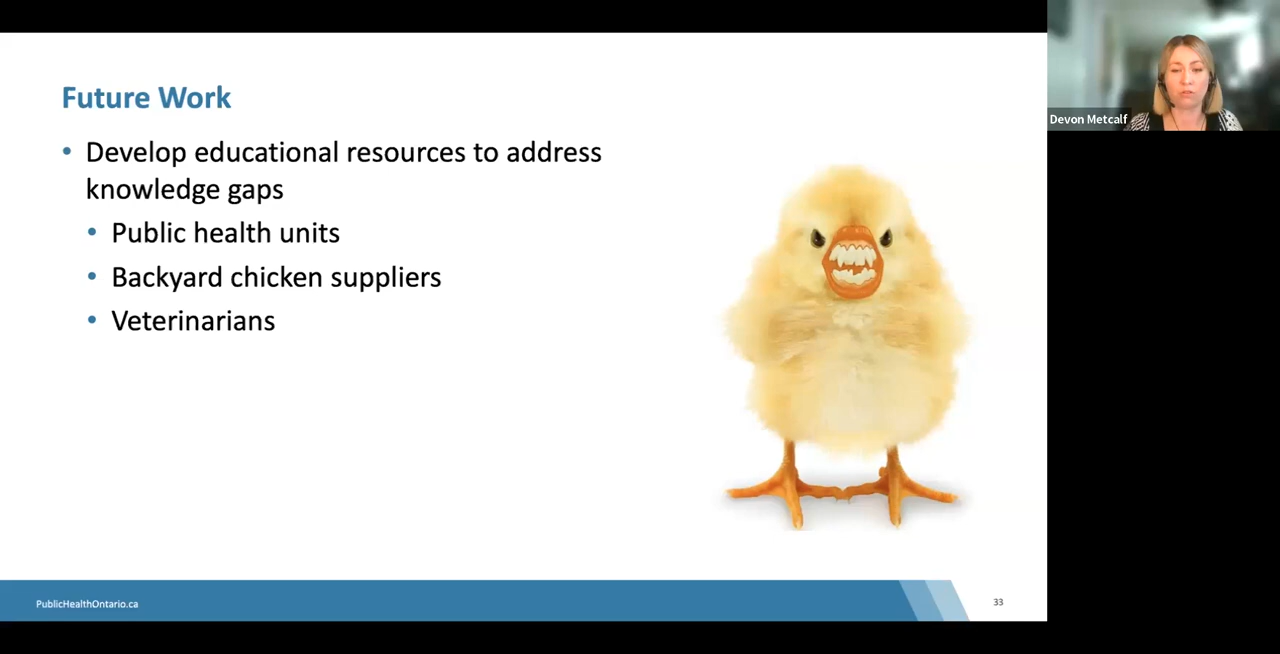 Future Work
• Develop educational resources to address
knowledge gaps
• Public health units
• Backyard chicken suppliers
• Veterinarians
PublicHealthOntario.ca
33
Devon Metcalf